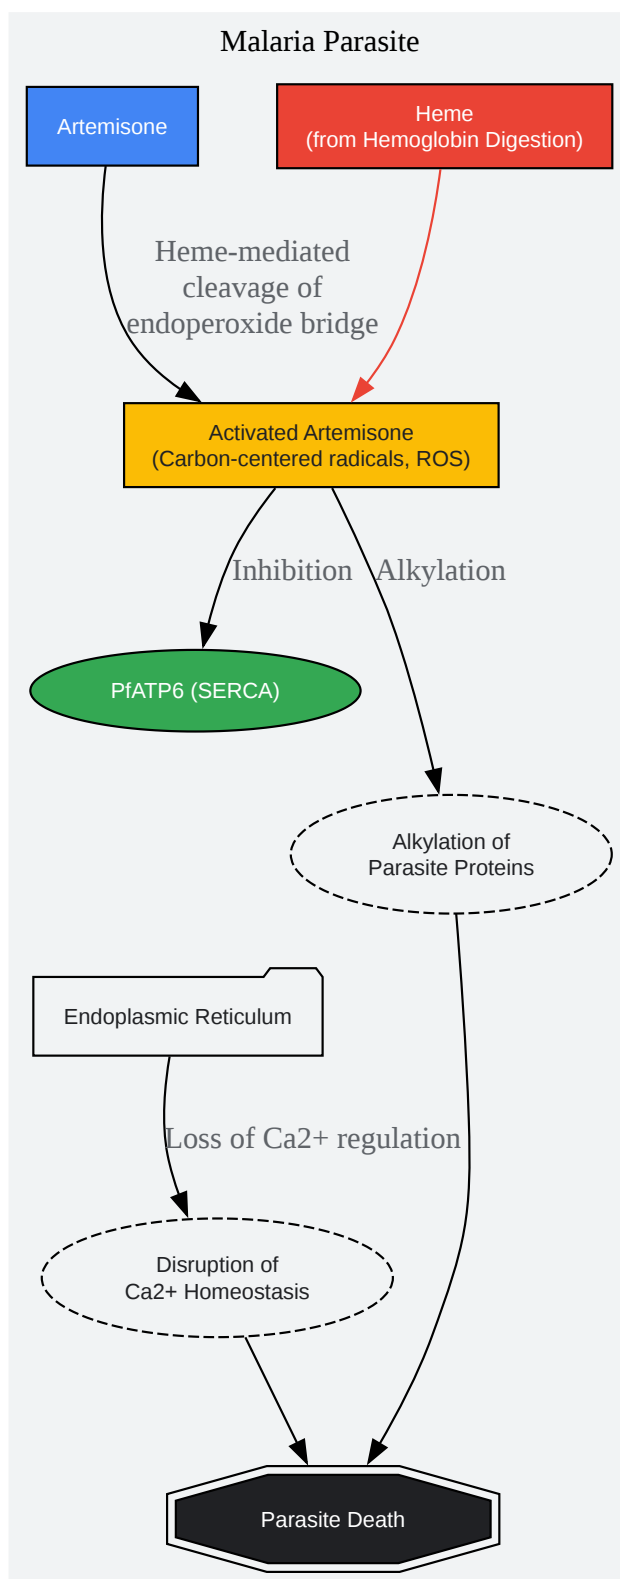 Malaria Parasite
Artemisone
Heme
(from Hemoglobin Digestion)
Heme-mediated
cleavage of
endoperoxide bridge
Activated Artemisone
(Carbon-centered radicals, ROS)
Inhibition
Alkylation
PfATP6 (SERCA)
Alkylation of
Parasite Proteins
Endoplasmic Reticulum
Loss of Ca2+ regulation
Disruption of
Ca2+ Homeostasis
Parasite Death